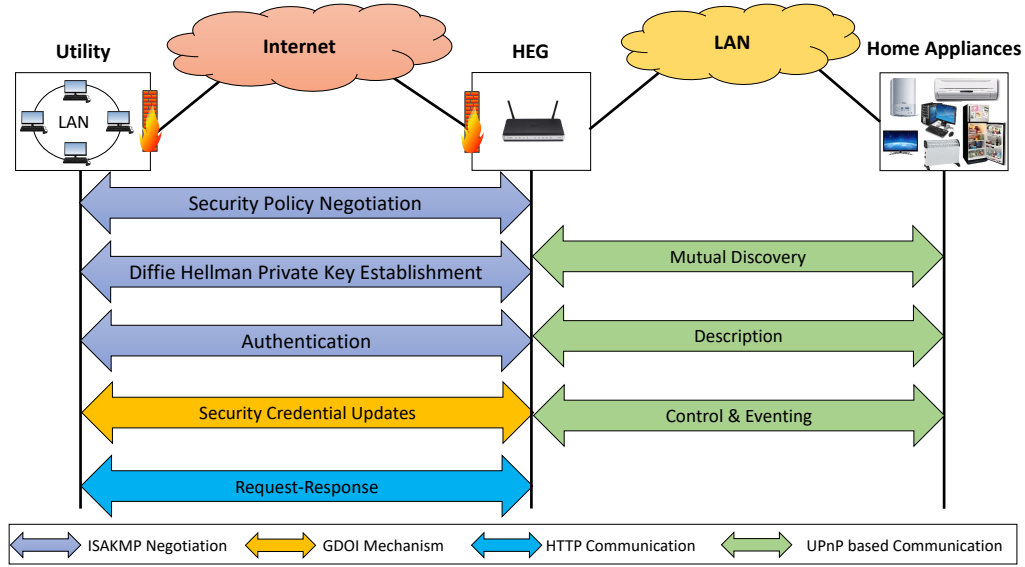 Utility
Internet
HEG
LAN
Home Appliances
LAN
Security Policy Negotiation
Mutual Discovery
Diffie Hellman Private Key Establishment
Description
Authentication
Security Credential Updates
Control & Eventing
Request-Response
ISAKMP Negotiation
GDOI Mechanism
HTTP Communication
UPnP based Communication